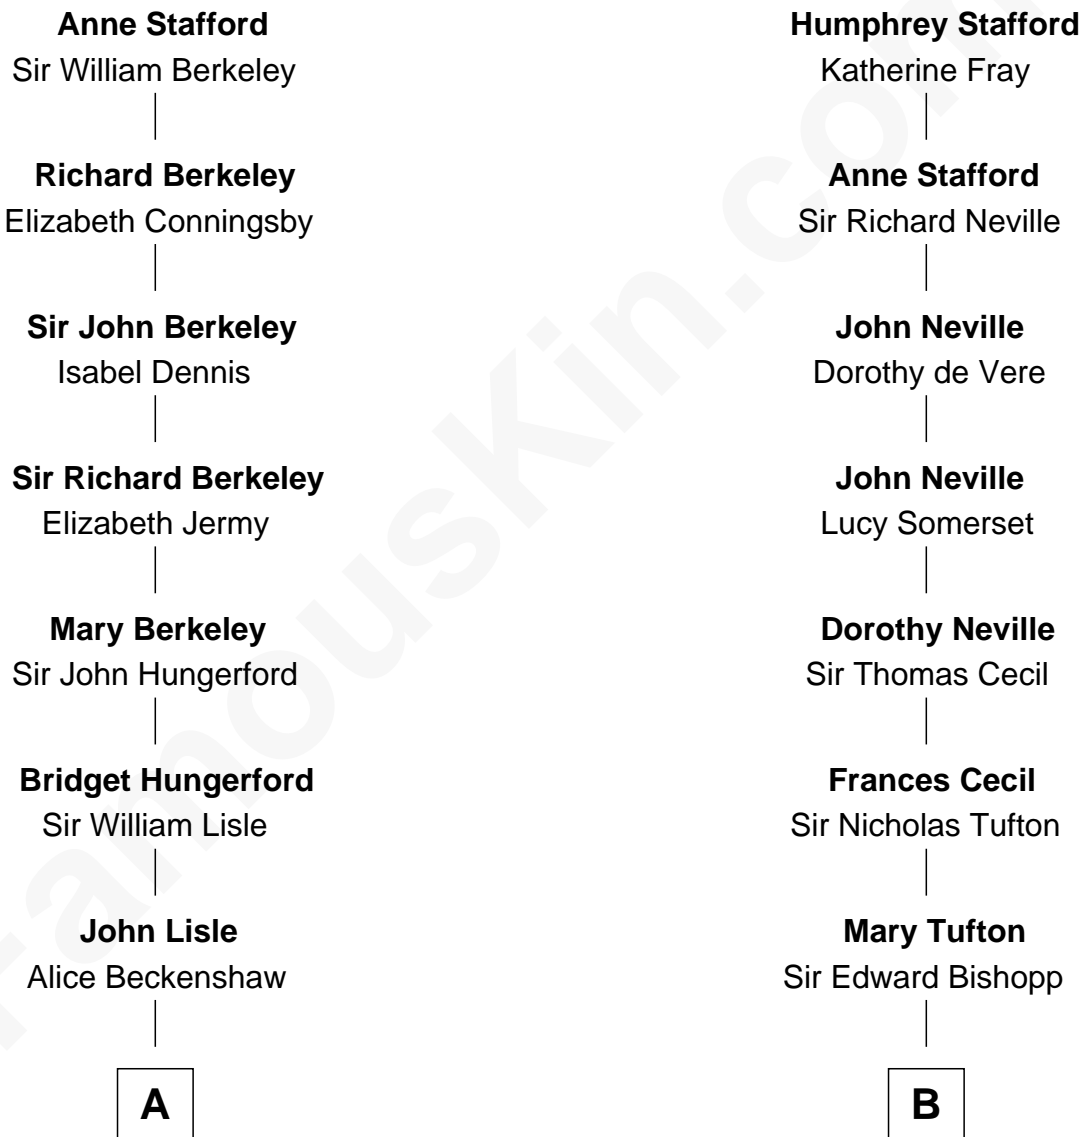 Anne Stafford
Sir William Berkeley
Richard Berkeley
Elizabeth Conningsby
Sir John Berkeley
Isabel Dennis
Sir Richard Berkeley
Elizabeth Jermy
Mary Berkeley
Sir John Hungerford
Bridget Hungerford
Sir William Lisle
John Lisle
Alice Beckenshaw
A
Humphrey Stafford
Katherine Fray
Anne Stafford
Sir Richard Neville
John Neville
Dorothy de Vere
John Neville
Lucy Somerset
Dorothy Neville
Sir Thomas Cecil
Frances Cecil
Sir Nicholas Tufton
Mary Tufton
Sir Edward Bishopp
B
FamousKin.com